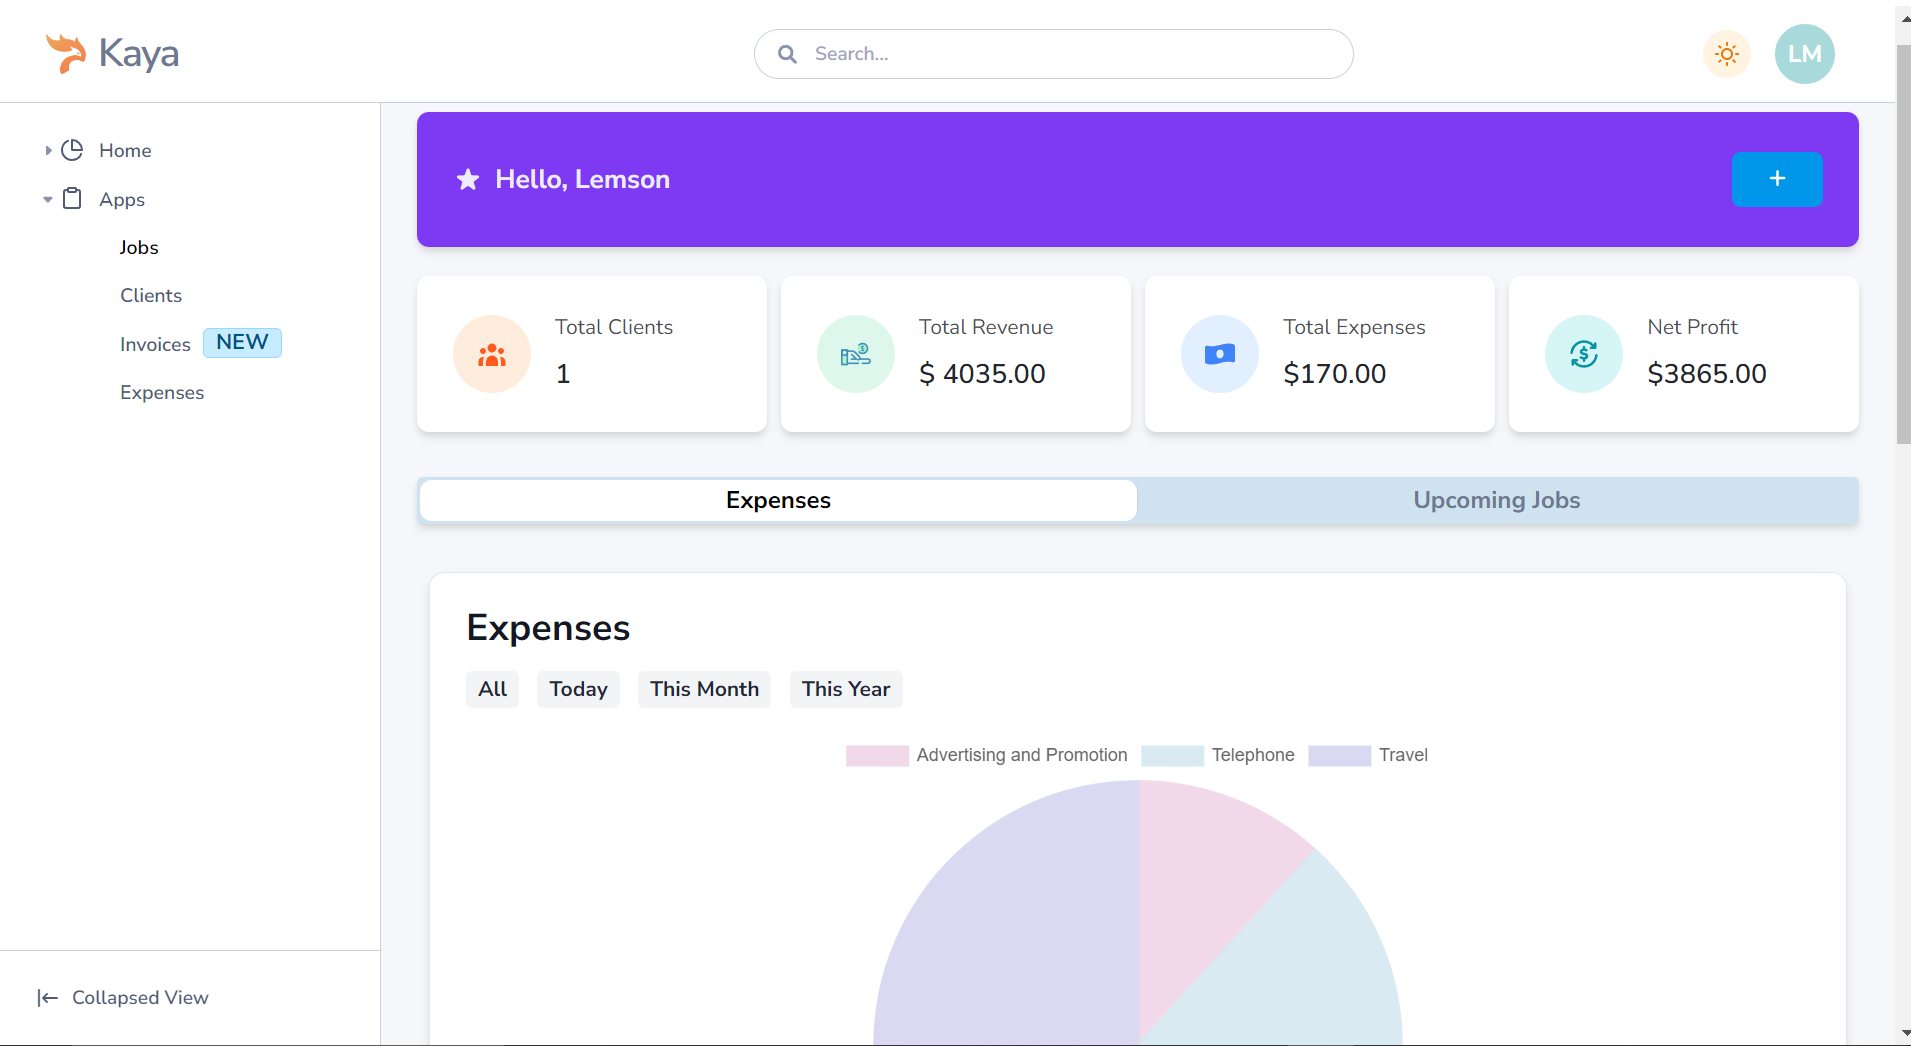 Kaya
Search...
LM
Home
Apps
Jobs
Clients
Invoices NEW
Expenses
Collapsed View
Hello, Lemson
+
Total Clients
1
Total Revenue
$ 4035.00
Total Expenses
$170.00
Net Profit
$3865.00
Expenses
Upcoming Jobs
Expenses
All Today This Month This Year
Advertising and Promotion Telephone Travel